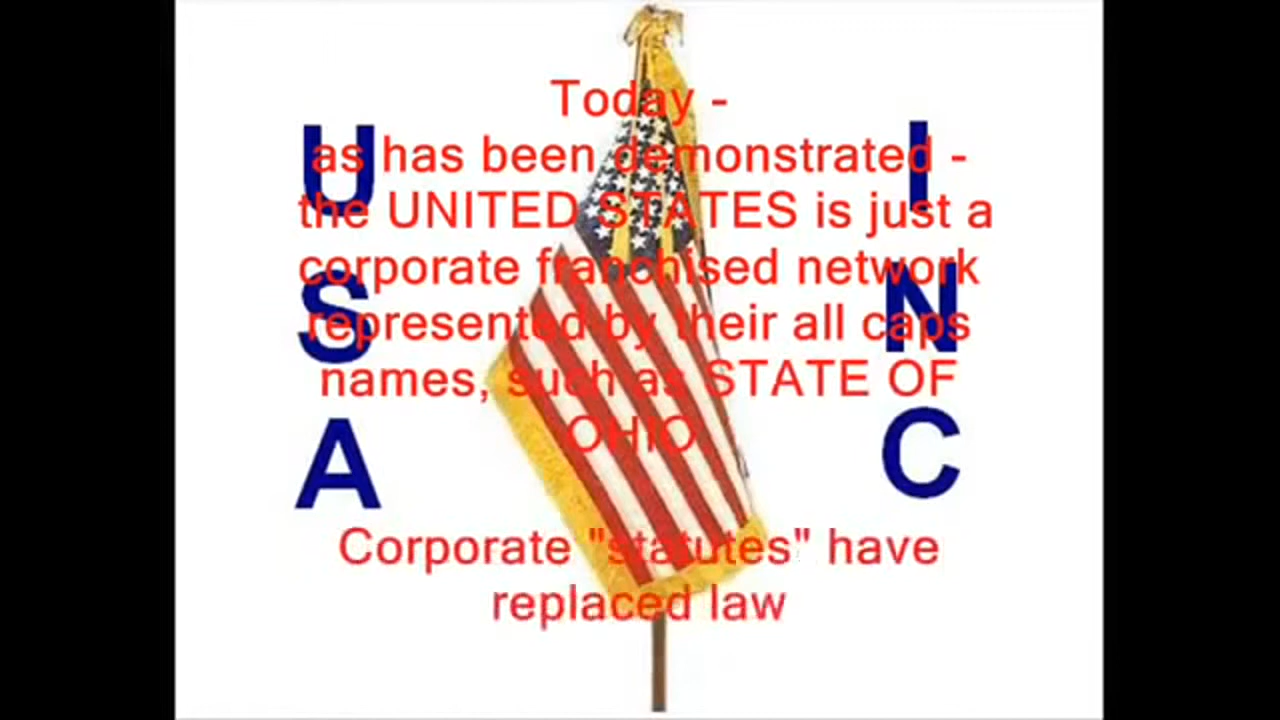 Today -
as has been demonstrated -
the UNITED STATES is just a
corporate franchised network
represented by their all caps
names, such as STATE OF
OHIO
Corporate "statutes" have
replaced law
U
S
A
I
N
C